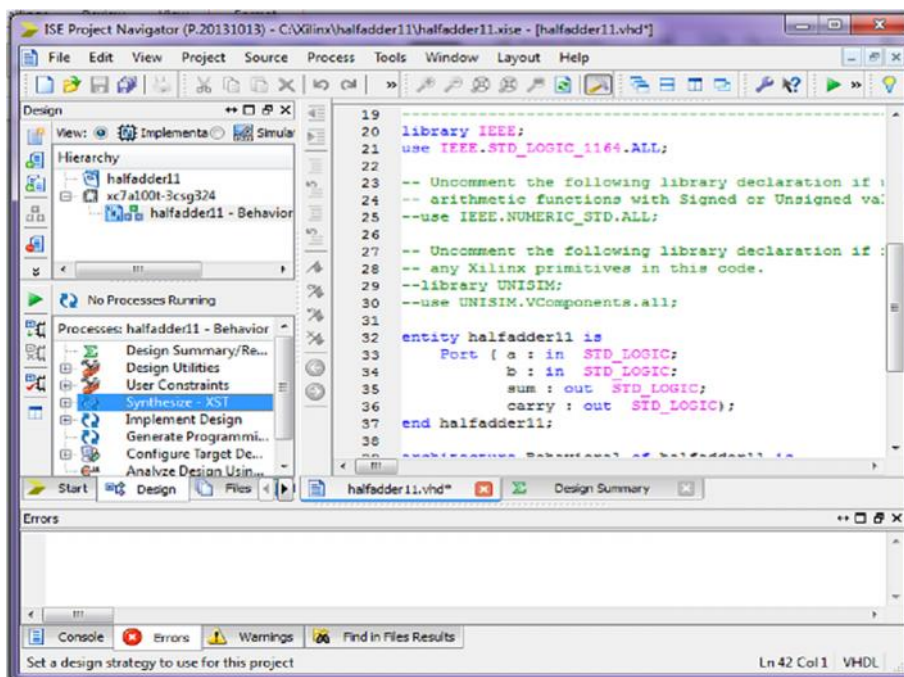 ISE Project Navigator (P.20131013) - C:\Xilinx\halfadder11\halfadder11.xise - [halfadder11.vhd*]
File Edit View Project Source Process Tools Window Layout Help
Design
View: Implementa Simular
Hierarchy
halfadder11
xc7a100t-3csg324
halfadder11 - Behavior
No Processes Running
Processes: halfadder11 - Behavior
Design Summary/Re...
Design Utilities
User Constraints
Synthesize - XST
Implement Design
Generate Programmi...
Configure Target De...
Analyze Design Usin...
Start Design Files
19 --------------------------------------------------
20 library IEEE;
21 use IEEE.STD_LOGIC_1164.ALL;
22
23 -- Uncomment the following library declaration if
24 -- arithmetic functions with Signed or Unsigned val
25 --use IEEE.NUMERIC_STD.ALL;
26
27 -- Uncomment the following library declaration if
28 -- any Xilinx primitives in this code.
29 --library UNISIM;
30 --use UNISIM.VComponents.all;
31
32 entity halfadder11 is
33 Port ( a : in STD_LOGIC;
34 b : in STD_LOGIC;
35 sum : out STD_LOGIC;
36 carry : out STD_LOGIC);
37 end halfadder11;
38
39 architecture Behavioral of halfadder11 is
halfadder11.vhd* Design Summary
Errors
Console Errors Warnings Find in Files Results
Set a design strategy to use for this project
Ln 42 Col 1 VHDL